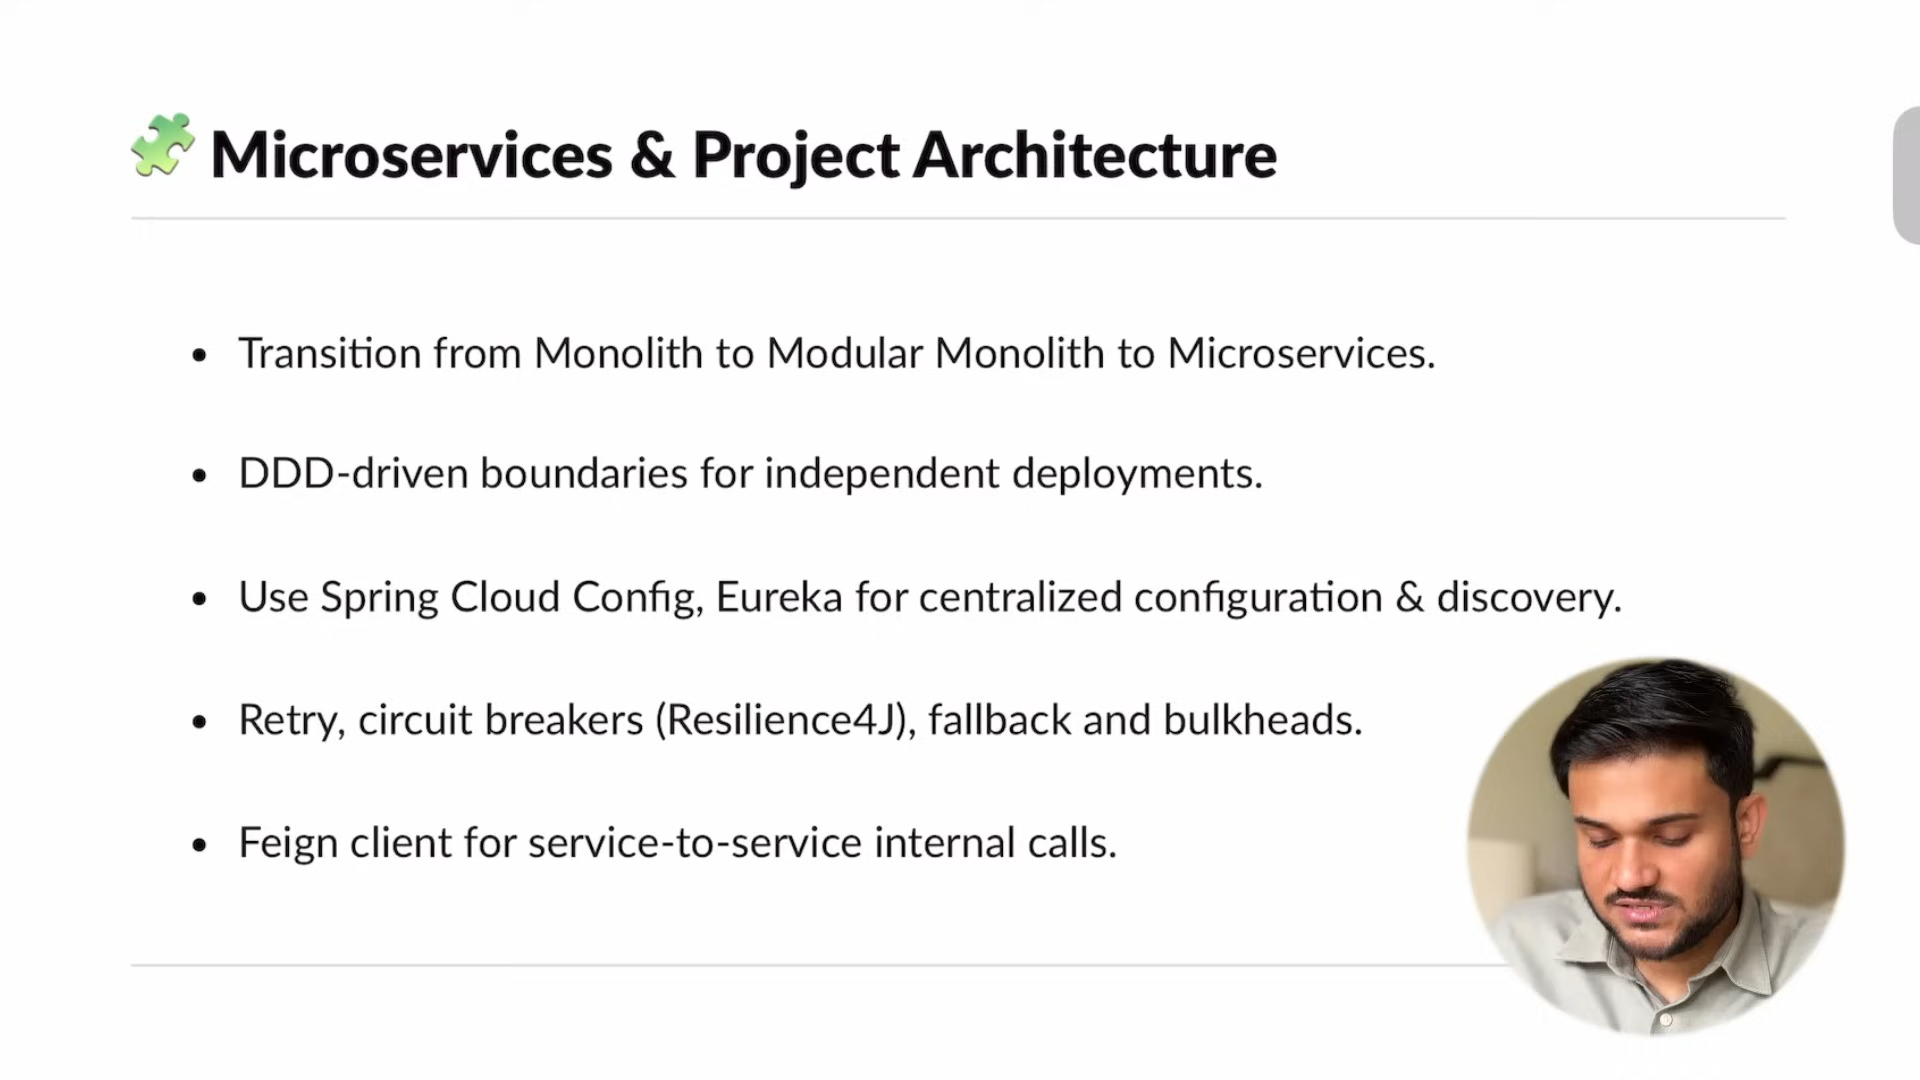 Microservices & Project Architecture
Transition from Monolith to Modular Monolith to Microservices.
DDD-driven boundaries for independent deployments.
Use Spring Cloud Config, Eureka for centralized configuration & discovery.
Retry, circuit breakers (Resilience4J), fallback and bulkheads.
Feign client for service-to-service internal calls.